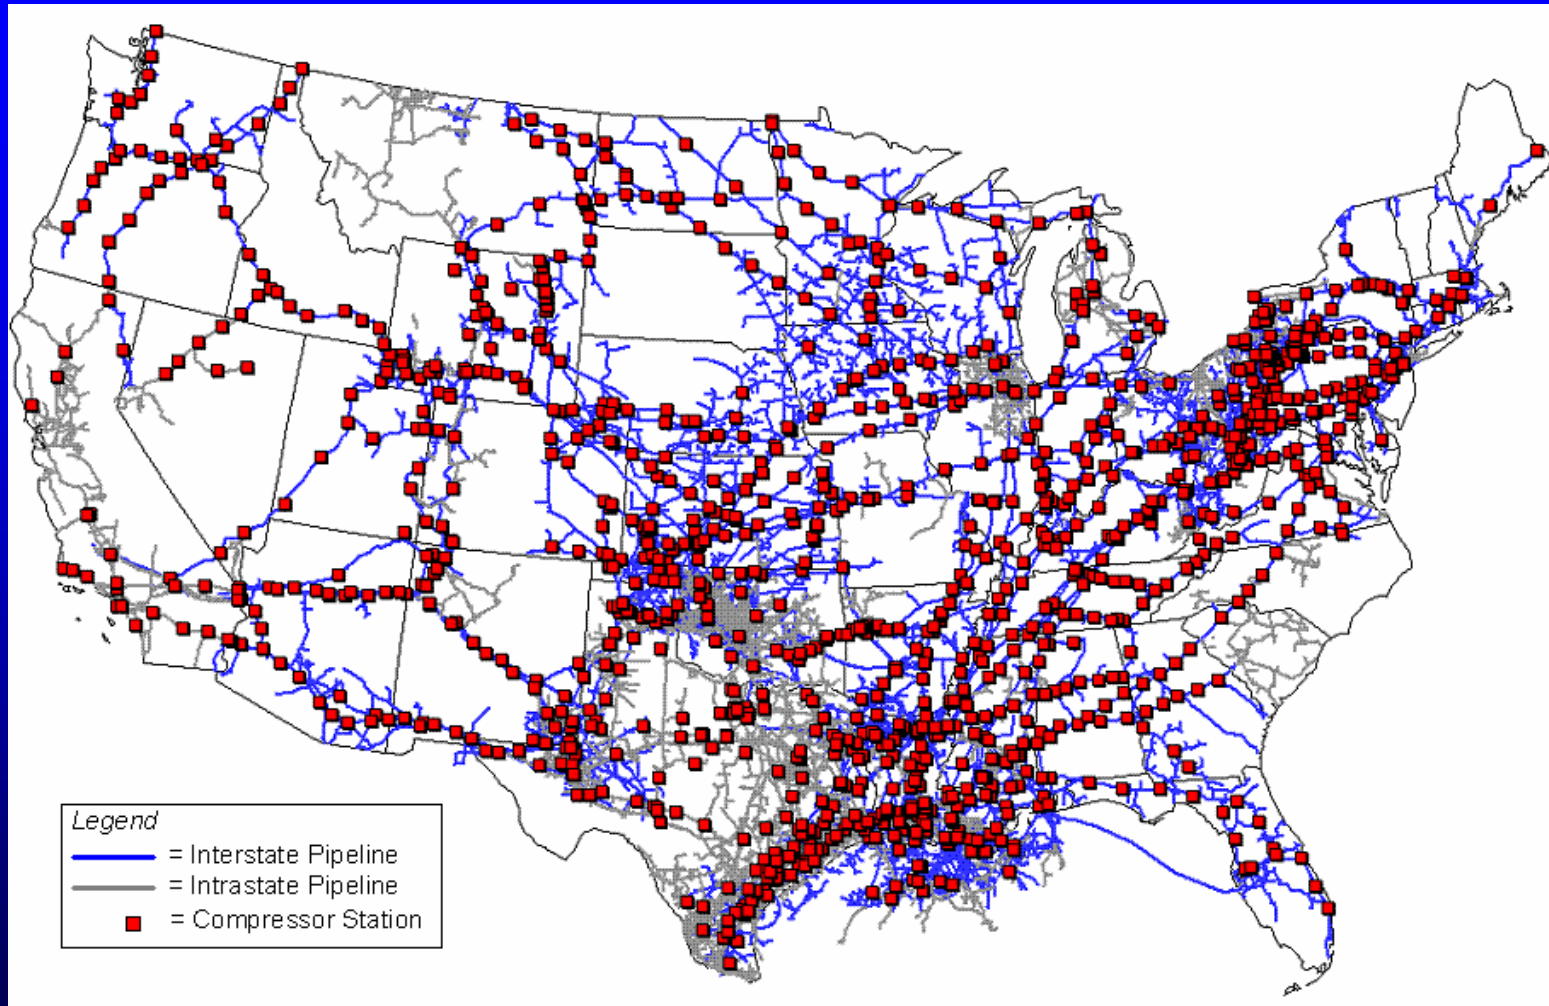 Legend
= Interstate Pipeline
= Intrastate Pipeline
= Compressor Station